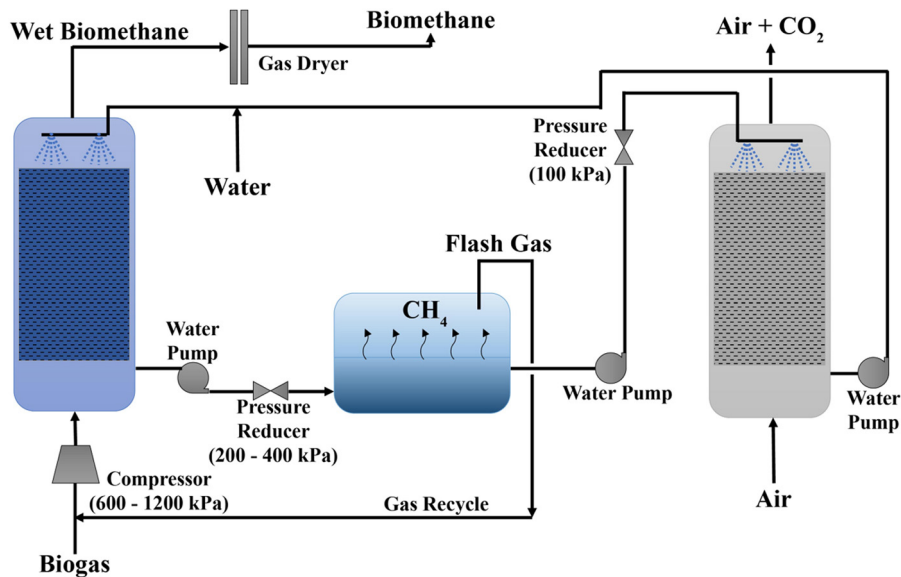 Wet Biomethane
Biomethane
Gas Dryer
Air + CO₂
Water
Pressure
Reducer
(100 kPa)
Flash Gas
CH₄
Water
Pump
Pressure
Reducer
(200 - 400 kPa)
Water Pump
Water
Pump
Compressor
(600 - 1200 kPa)
Gas Recycle
Air
Biogas